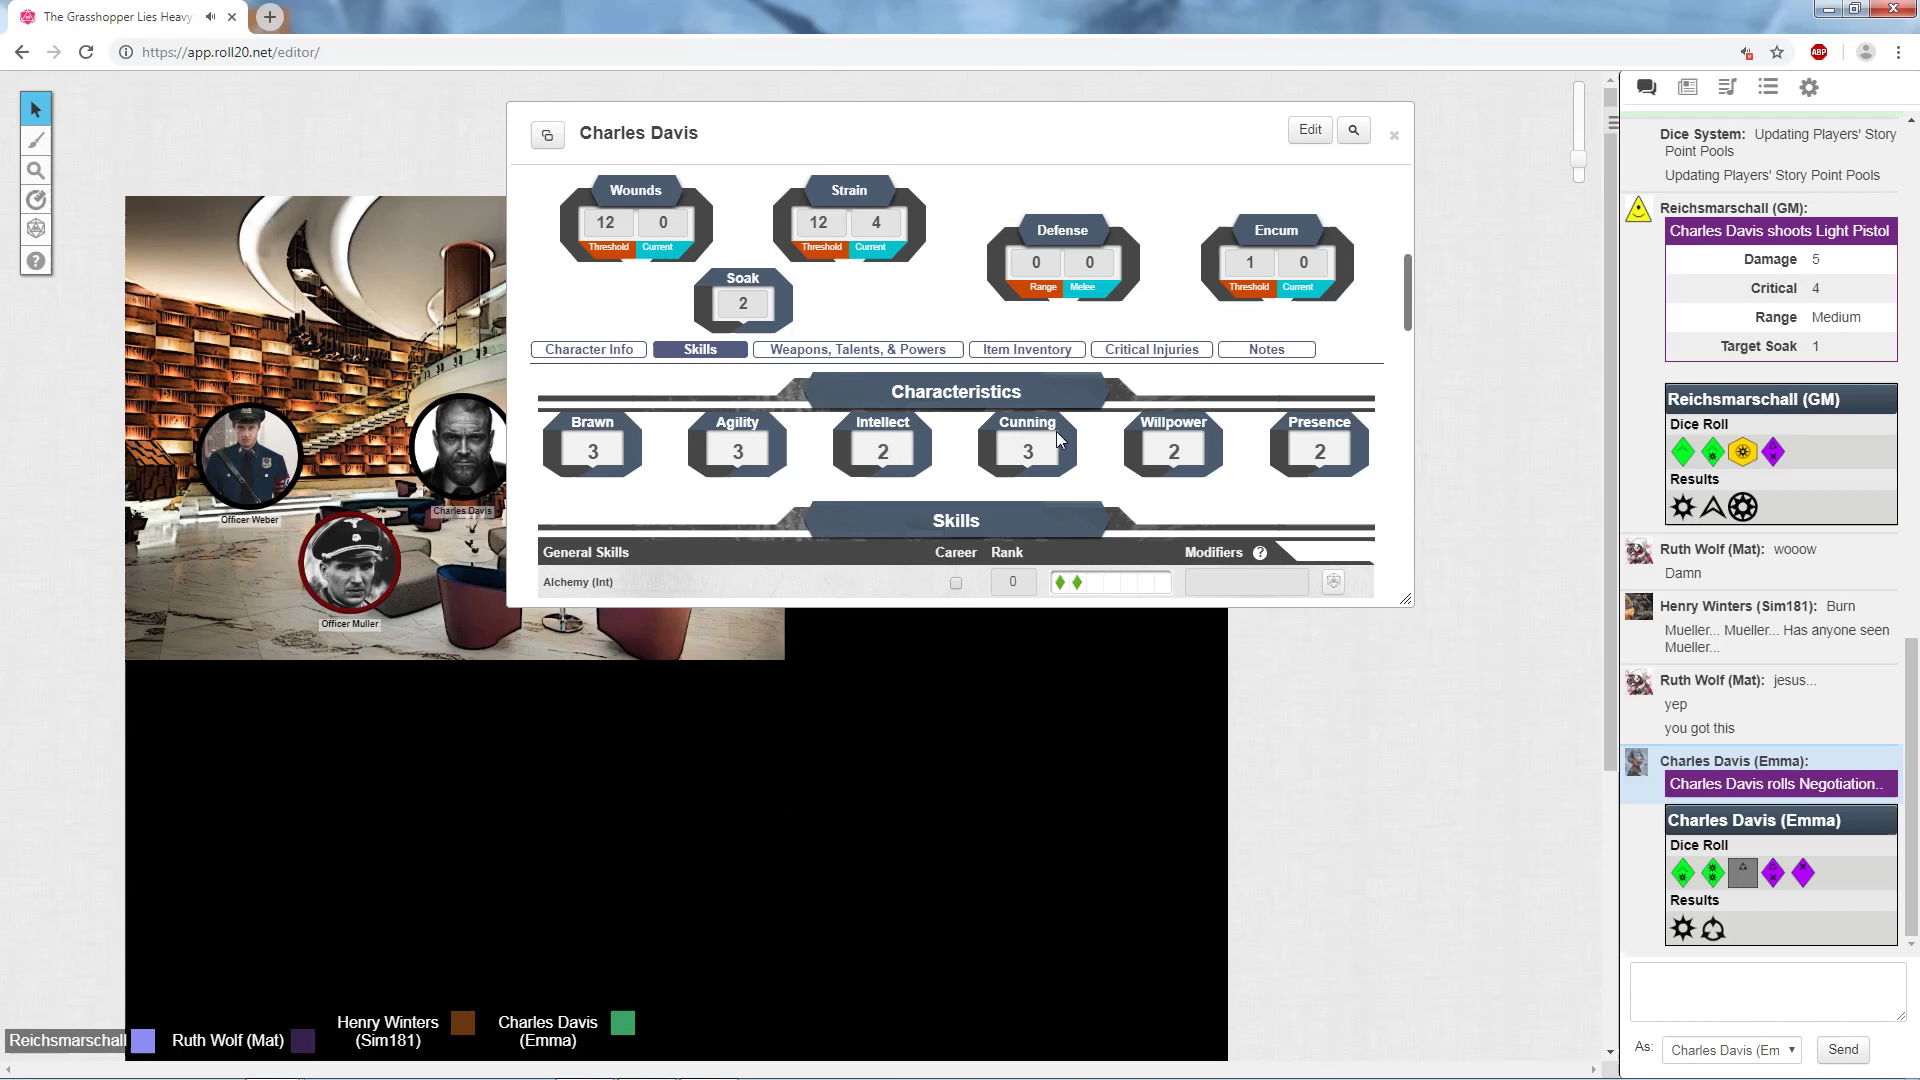 The Grasshopper Lies Heavy
https://app.roll20.net/editor/
ABP
Charles Davis
Edit
Wounds
12 0
Threshold Current
Strain
12 4
Threshold Current
Soak
2
Defense
0 0
Range Melee
Encum
1 0
Threshold Current
Character Info Skills Weapons, Talents, & Powers Item Inventory Critical Injuries Notes
Characteristics
Brawn Agility Intellect Cunning Willpower Presence
3 3 2 3 2 2
Skills
General Skills Career Rank Modifiers ?
Alchemy (Int) 0
Officer Weber
Charles Davis
Officer Muller
Reichsmarschall
Ruth Wolf (Mat)
Henry Winters
(Sim181)
Charles Davis
(Emma)
Dice System: Updating Players' Story
Point Pools
Updating Players' Story Point Pools
Reichsmarschall (GM):
Charles Davis shoots Light Pistol
Damage 5
Critical 4
Range Medium
Target Soak 1
Reichsmarschall (GM)
Dice Roll
Results
Ruth Wolf (Mat): wooow
Damn
Henry Winters (Sim181): Burn
Mueller... Mueller... Has anyone seen
Mueller...
Ruth Wolf (Mat): jesus...
yep
you got this
Charles Davis (Emma):
Charles Davis rolls Negotiation..
Charles Davis (Emma)
Dice Roll
Results
As: Charles Davis (Em Send